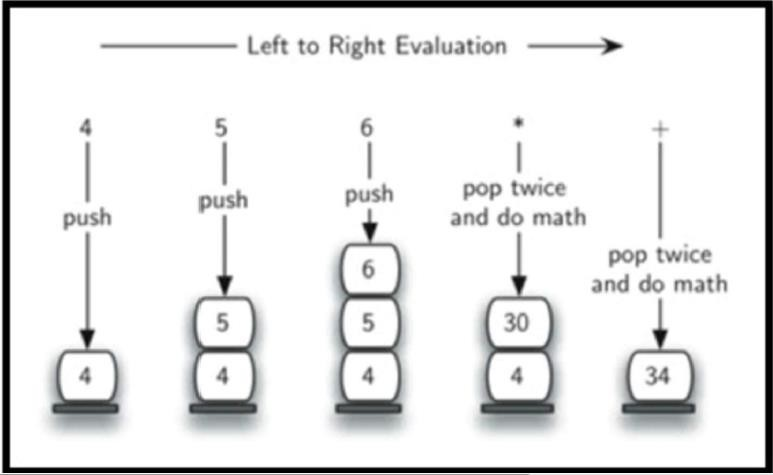 Left to Right Evaluation
4 5 6 * +
push
push
push
pop twice
and do math
pop twice
and do math
6
5 5 30
4 4 4 4 34